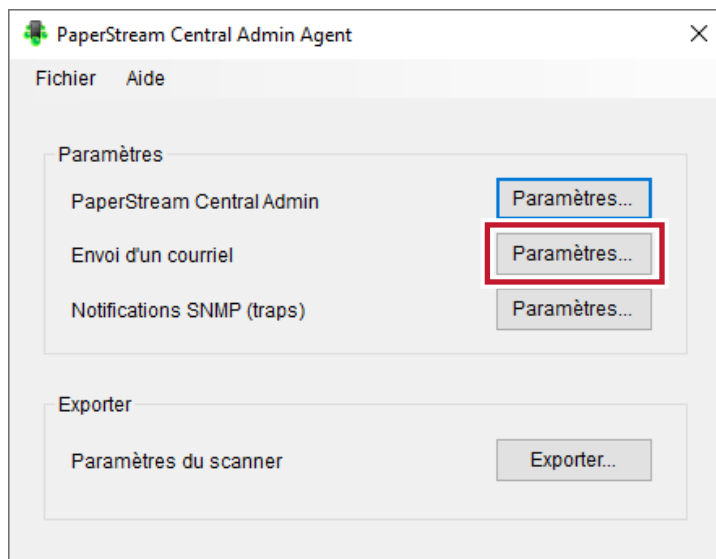 PaperStream Central Admin Agent
Fichier Aide
Paramètres
PaperStream Central Admin Paramètres...
Envoi d'un courriel Paramètres...
Notifications SNMP (traps) Paramètres...
Exporter
Paramètres du scanner Exporter...